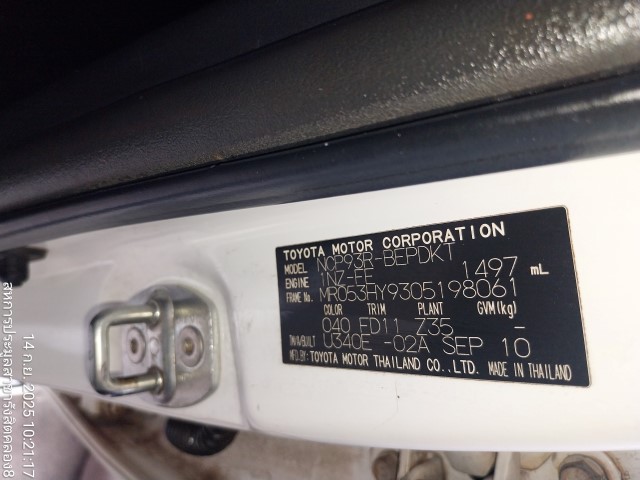 TOYOTA MOTOR CORPORATION
MODEL NCP93R-BEPDKT
ENGINE 1NZ-FE 1497 mL
FRAME No. MR053HY9305198061
COLOR TRIM PLANT GVM(kg)
040 FD11 Z35 -
TM/A/BUILT U340E -02A SEP 10
TOYOTA MOTOR THAILAND CO.,LTD. MADE IN THAILAND
14 ก.ย. 2025 10:21:17